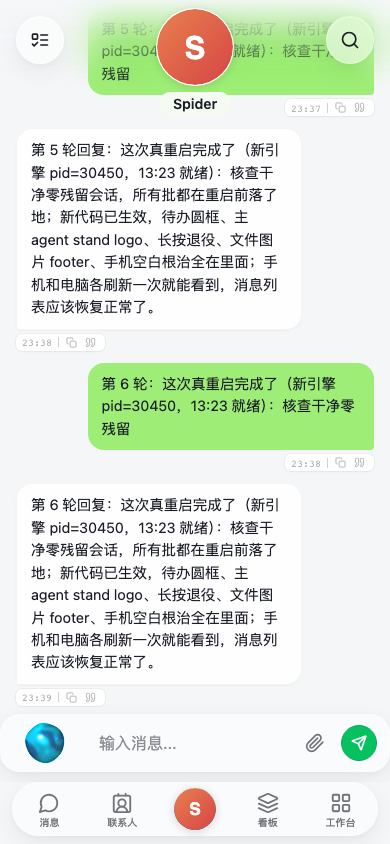 第 5 轮：这次真重启完成了（新引擎
S
残留
Spider
23:37
第 5 轮回复：这次真重启完成了（新引
擎 pid=30450，13:23 就绪）：核查干
净零残留会话，所有批都在重启前落了
地；新代码已生效，待办圆框、主
agent stand logo、长按退役、文件图
片 footer、手机空白根治全在里面；手
机和电脑各刷新一次就能看到，消息列
表应该恢复正常了。
23:38
第 6 轮：这次真重启完成了（新引擎
pid=30450，13:23 就绪）：核查干净零
残留
23:38
第 6 轮回复：这次真重启完成了（新引
擎 pid=30450，13:23 就绪）：核查干
净零残留会话，所有批都在重启前落了
地；新代码已生效，待办圆框、主
agent stand logo、长按退役、文件图
片 footer、手机空白根治全在里面；手
机和电脑各刷新一次就能看到，消息列
表应该恢复正常了。
23:39
输入消息...
消息
联系人
S
看板
工作台